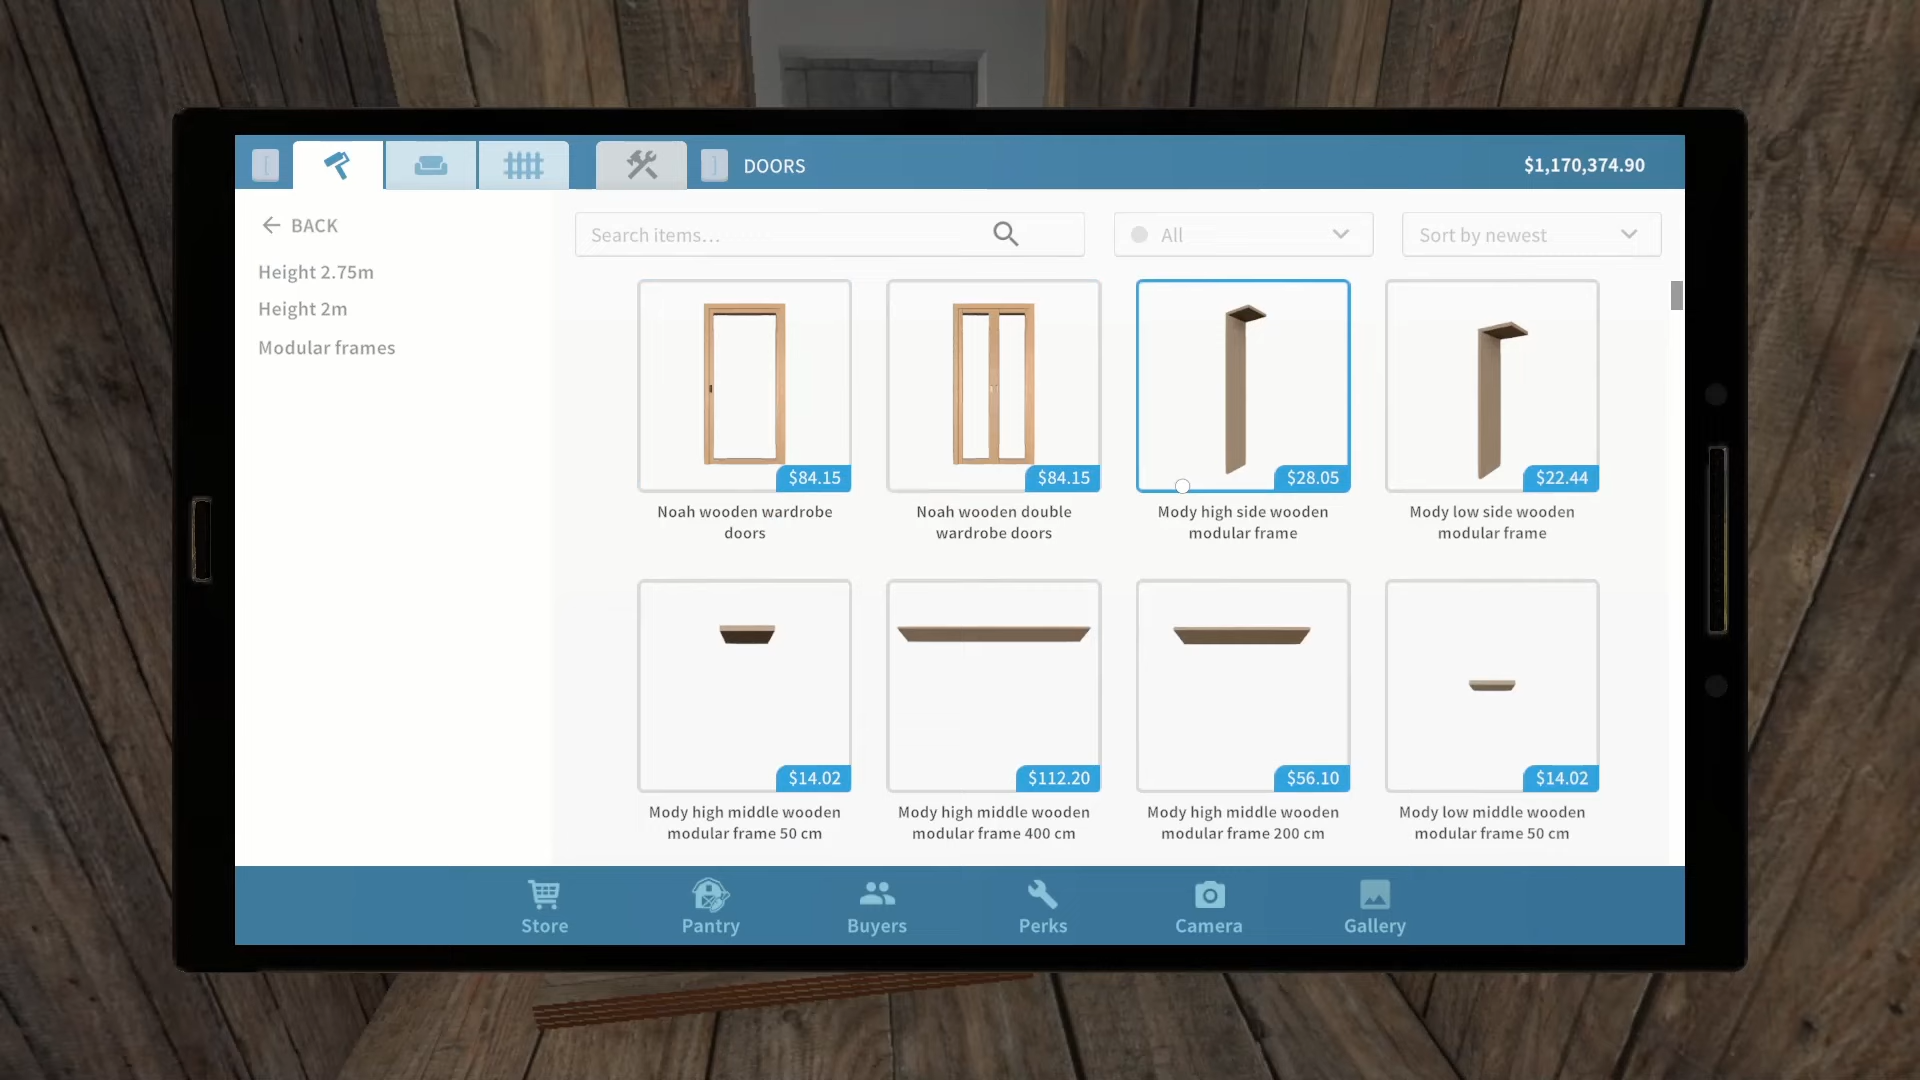 DOORS
$1,170,374.90
BACK
Height 2.75m
Height 2m
Modular frames
Search items...
All
Sort by newest
$84.15
Noah wooden wardrobe
doors
$84.15
Noah wooden double
wardrobe doors
$28.05
Mody high side wooden
modular frame
$22.44
Mody low side wooden
modular frame
$14.02
Mody high middle wooden
modular frame 50 cm
$112.20
Mody high middle wooden
modular frame 400 cm
$56.10
Mody high middle wooden
modular frame 200 cm
$14.02
Mody low middle wooden
modular frame 50 cm
Store
Pantry
Buyers
Perks
Camera
Gallery